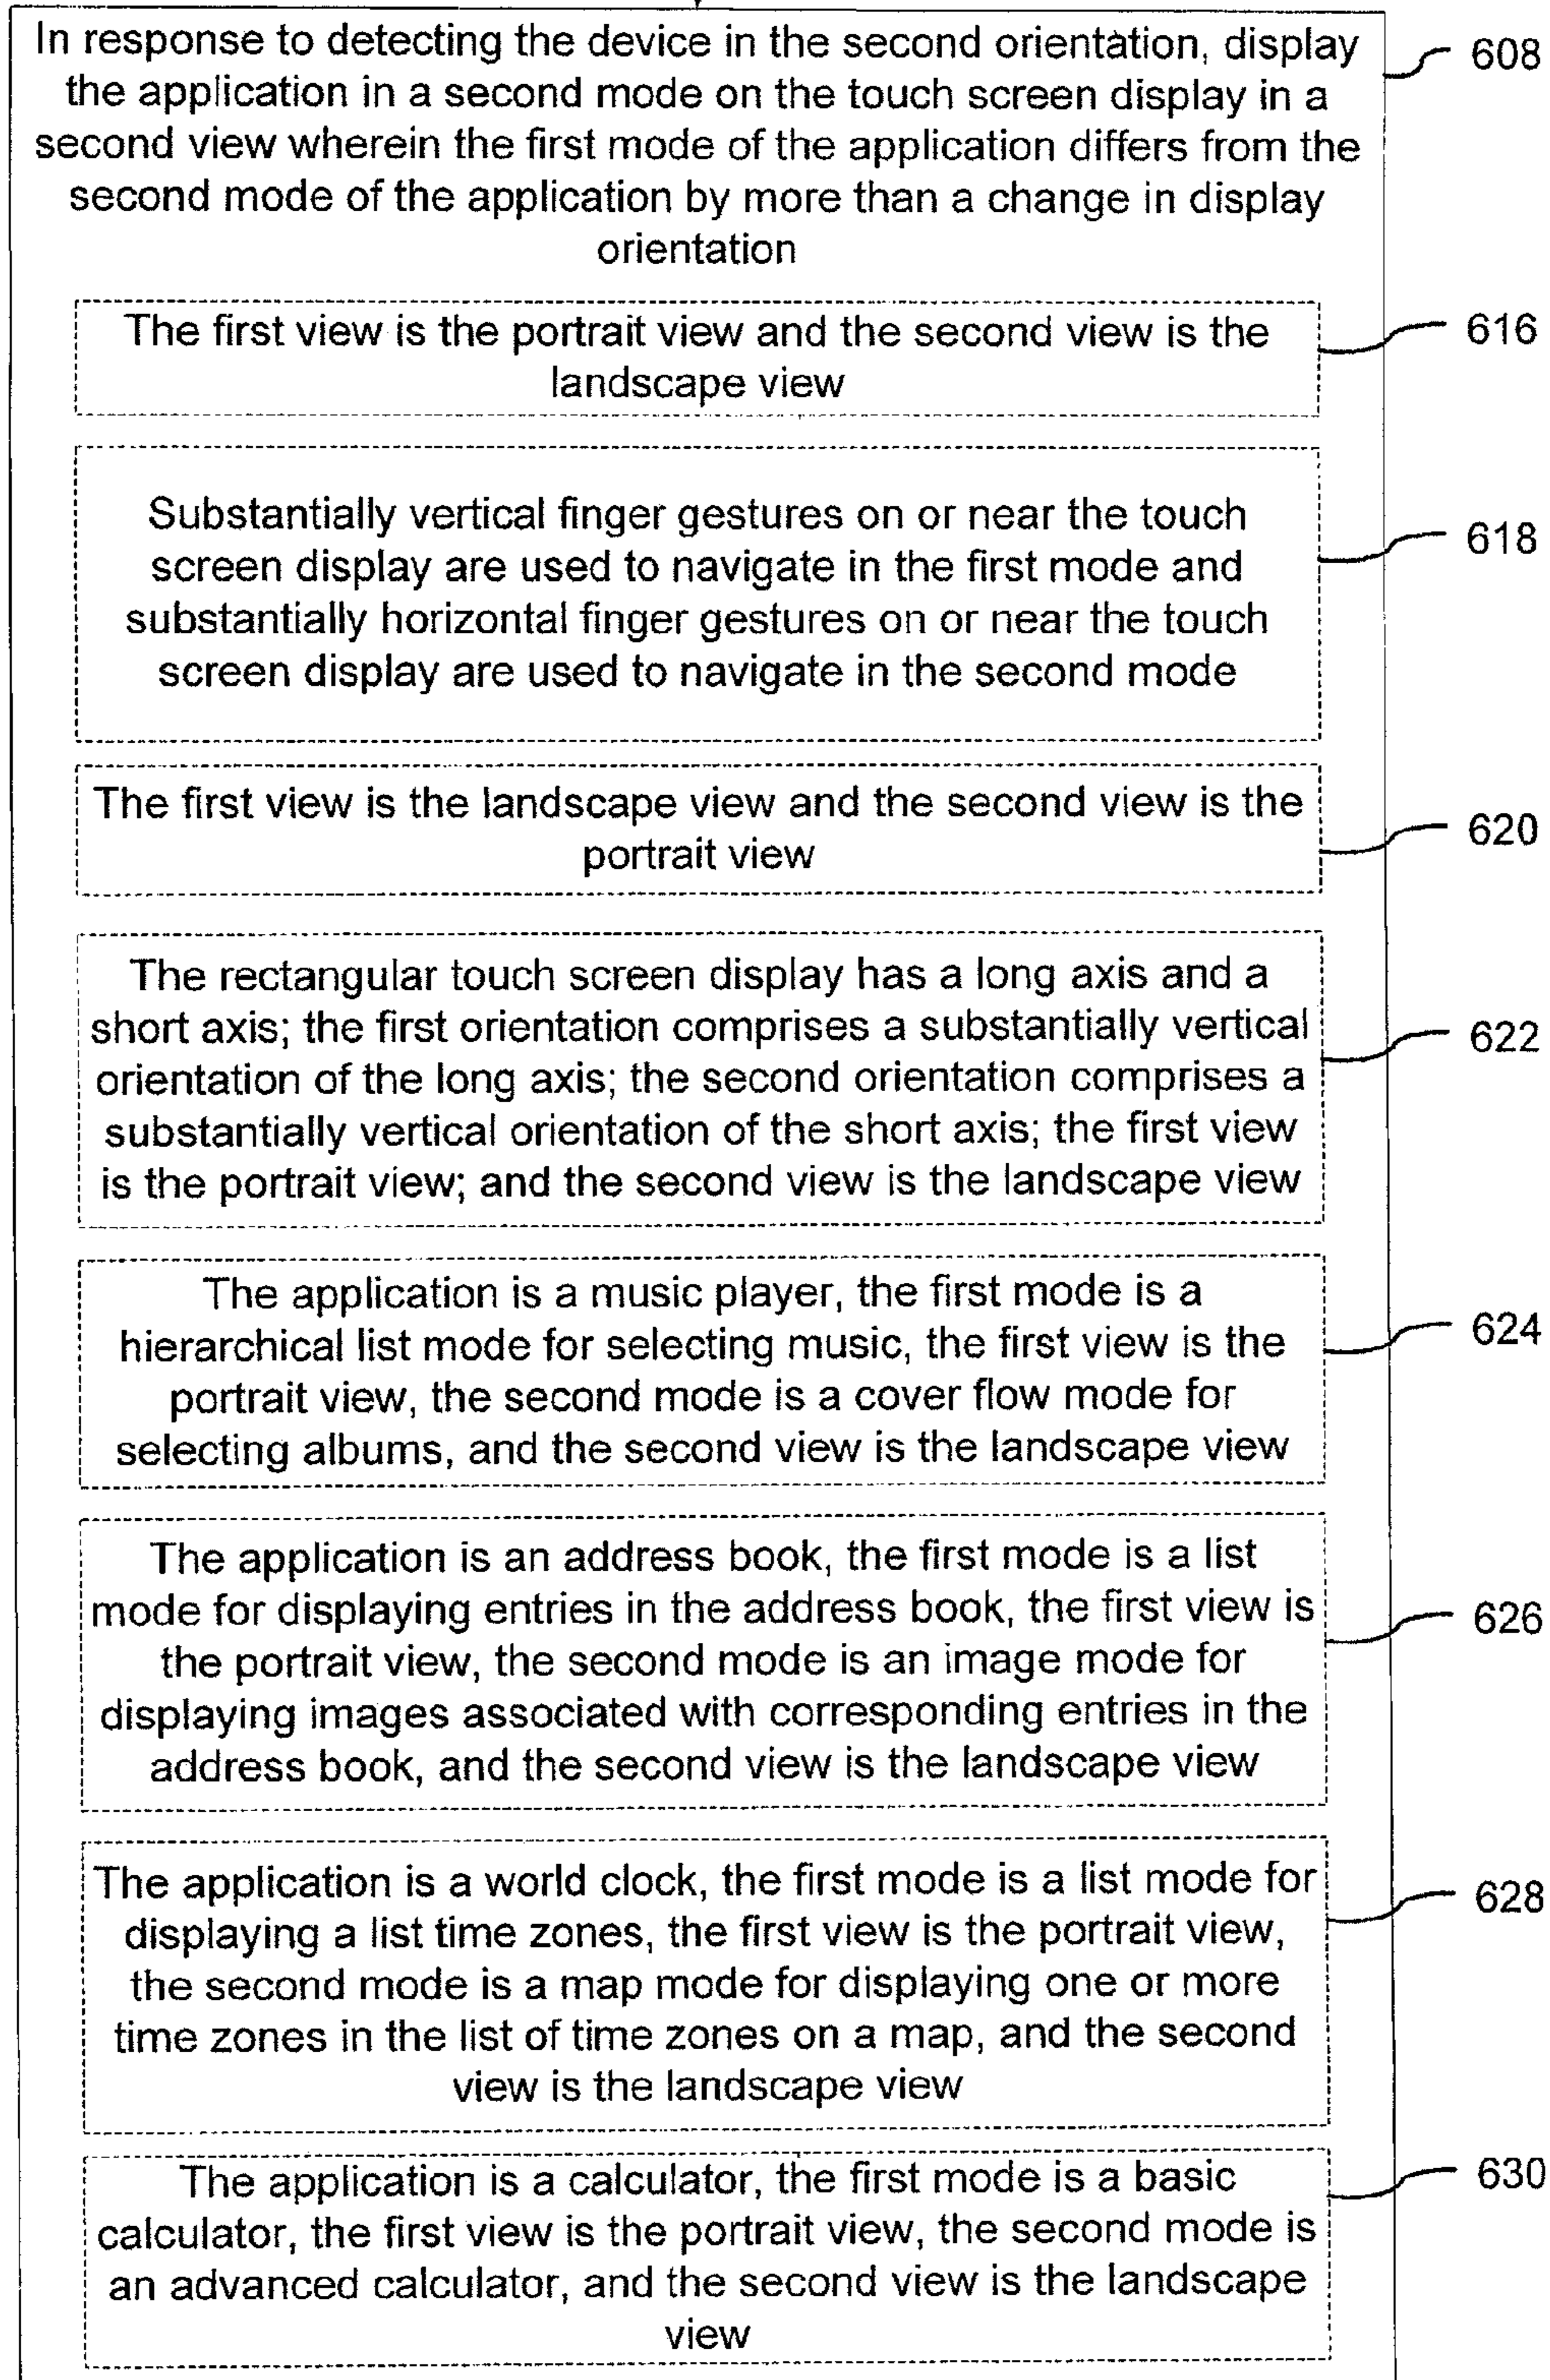 In response to detecting the device in the second orientation, display
608
the application in a second mode on the touch screen display in a
second view wherein the first mode of the application differs from the
second mode of the application by more than a change in display
orientation
The first view is the portrait view and the second view is the
616
landscape view
Substantially vertical finger gestures on or near the touch
618
screen display are used to navigate in the first mode and
substantially horizontal finger gestures on or near the touch
screen display are used to navigate in the second mode
The first view is the landscape view and the second view is the
620
portrait view
The rectangular touch screen display has a long axis and a
short axis; the first orientation comprises a substantially vertical
622
orientation of the long axis; the second orientation comprises a
substantially vertical orientation of the short axis; the first view
is the portrait view; and the second view is the landscape view
The application is a music player, the first mode is a
624
hierarchical list mode for selecting music, the first view is the
portrait view, the second mode is a cover flow mode for
selecting albums, and the second view is the landscape view
The application is an address book, the first mode is a list
mode for displaying entries in the address book, the first view is
626
the portrait view, the second mode is an image mode for
displaying images associated with corresponding entries in the
address book, and the second view is the landscape view
The application is a world clock, the first mode is a list mode for
628
displaying a list time zones, the first view is the portrait view,
the second mode is a map mode for displaying one or more
time zones in the list of time zones on a map, and the second
view is the landscape view
The application is a calculator, the first mode is a basic
630
calculator, the first view is the portrait view, the second mode is
an advanced calculator, and the second view is the landscape
view